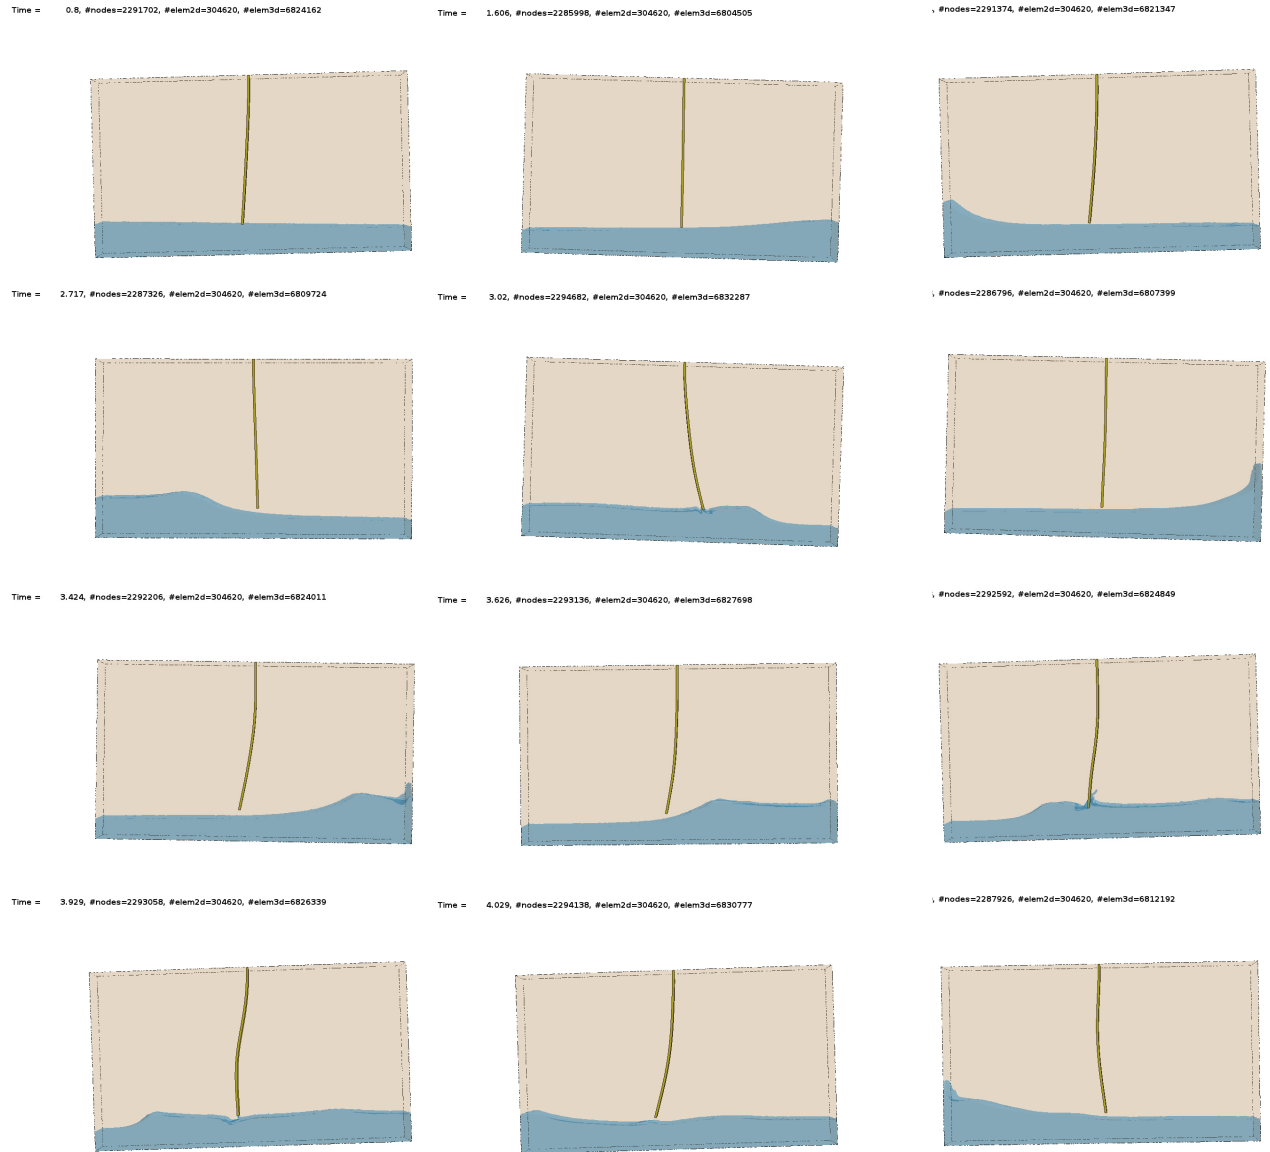 Time = 0.8, #nodes=2291702, #elem2d=304620, #elem3d=6824162
Time = 1.606, #nodes=2285998, #elem2d=304620, #elem3d=6804505
, #nodes=2291374, #elem2d=304620, #elem3d=6821347
Time = 2.717, #nodes=2287326, #elem2d=304620, #elem3d=6809724
Time = 3.02, #nodes=2294682, #elem2d=304620, #elem3d=6832287
, #nodes=2286796, #elem2d=304620, #elem3d=6807399
Time = 3.424, #nodes=2292206, #elem2d=304620, #elem3d=6824011
Time = 3.626, #nodes=2293136, #elem2d=304620, #elem3d=6827698
, #nodes=2292592, #elem2d=304620, #elem3d=6824849
Time = 3.929, #nodes=2293058, #elem2d=304620, #elem3d=6826339
Time = 4.029, #nodes=2294138, #elem2d=304620, #elem3d=6830777
, #nodes=2287926, #elem2d=304620, #elem3d=6812192